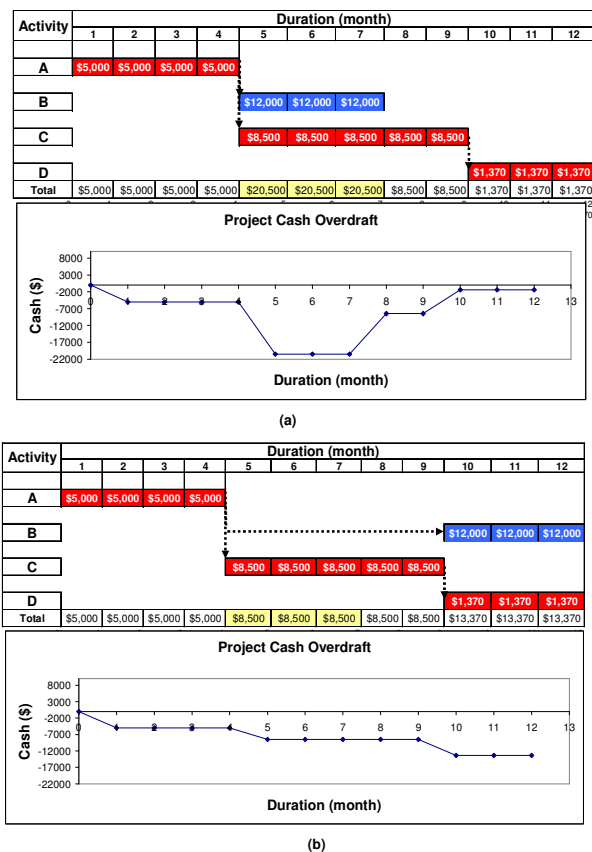 Activity Duration (month)
1 2 3 4 5 6 7 8 9 10 11 12
A $5,000 $5,000 $5,000 $5,000
B $12,000 $12,000 $12,000
C $8,500 $8,500 $8,500 $8,500 $8,500
D $1,370 $1,370 $1,370
Total $5,000 $5,000 $5,000 $5,000 $20,500 $20,500 $20,500 $8,500 $8,500 $1,370 $1,370 $1,370
Project Cash Overdraft
8000
3000
-2000
0 1 2 3 4 5 6 7 8 9 10 11 12 13
-7000
-12000
-17000
-22000
Cash ($)
Duration (month)
(a)
Activity Duration (month)
1 2 3 4 5 6 7 8 9 10 11 12
A $5,000 $5,000 $5,000 $5,000
B $12,000 $12,000 $12,000
C $8,500 $8,500 $8,500 $8,500 $8,500
D $1,370 $1,370 $1,370
Total $5,000 $5,000 $5,000 $5,000 $8,500 $8,500 $8,500 $8,500 $8,500 $13,370 $13,370 $13,370
Project Cash Overdraft
8000
3000
-2000
0 1 2 3 4 5 6 7 8 9 10 11 12 13
-7000
-12000
-17000
-22000
Cash ($)
Duration (month)
(b)